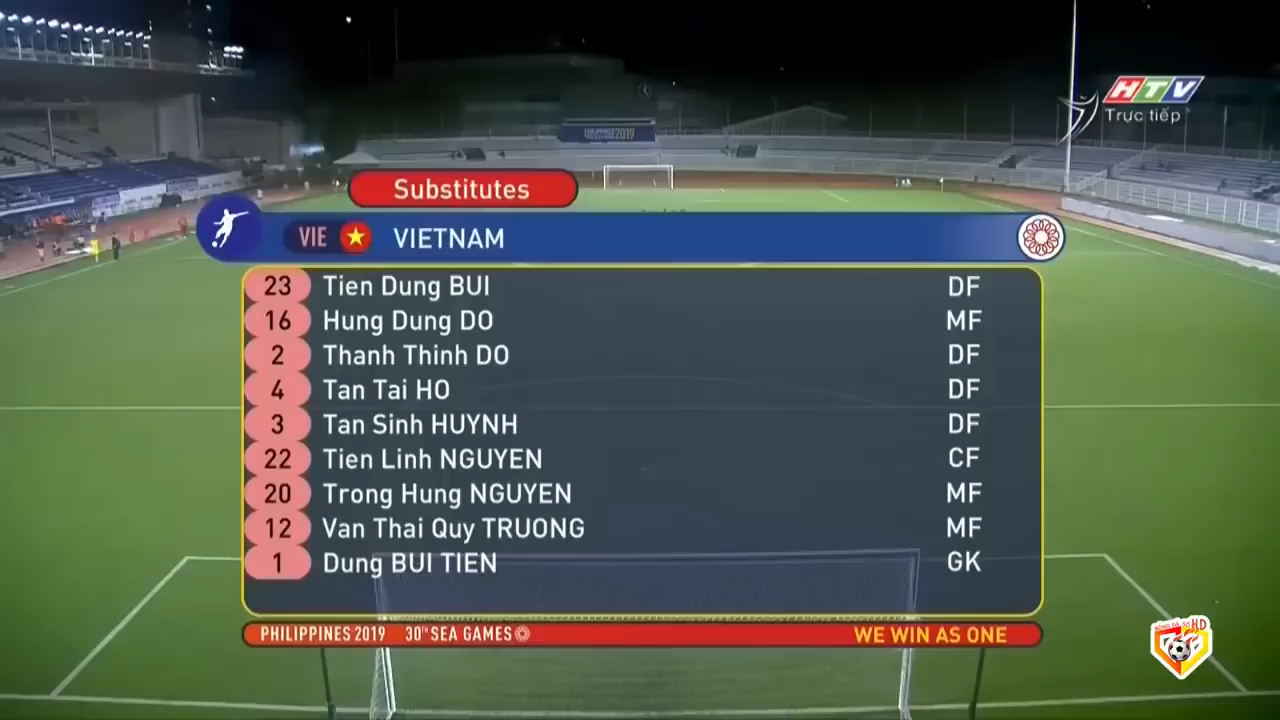 HTV
Trực tiếp
PHILIPPINES 2019
Substitutes
VIE VIETNAM
23 Tien Dung BUI DF
16 Hung Dung DO MF
2 Thanh Thinh DO DF
4 Tan Tai HO DF
3 Tan Sinh HUYNH DF
22 Tien Linh NGUYEN CF
20 Trong Hung NGUYEN MF
12 Van Thai Quy TRUONG MF
1 Dung BUI TIEN GK
PHILIPPINES 2019 30TH SEA GAMES WE WIN AS ONE
HD